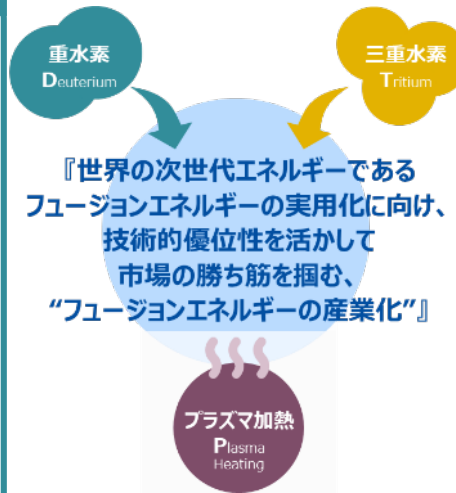 重水素
Deuterium
三重水素
Tritium
『世界の次世代エネルギーである
フュージョンエネルギーの実用化に向け、
技術的優位性を活かして
市場の勝ち筋を掴む、
“フュージョンエネルギーの産業化”』
プラズマ加熱
Plasma
Heating